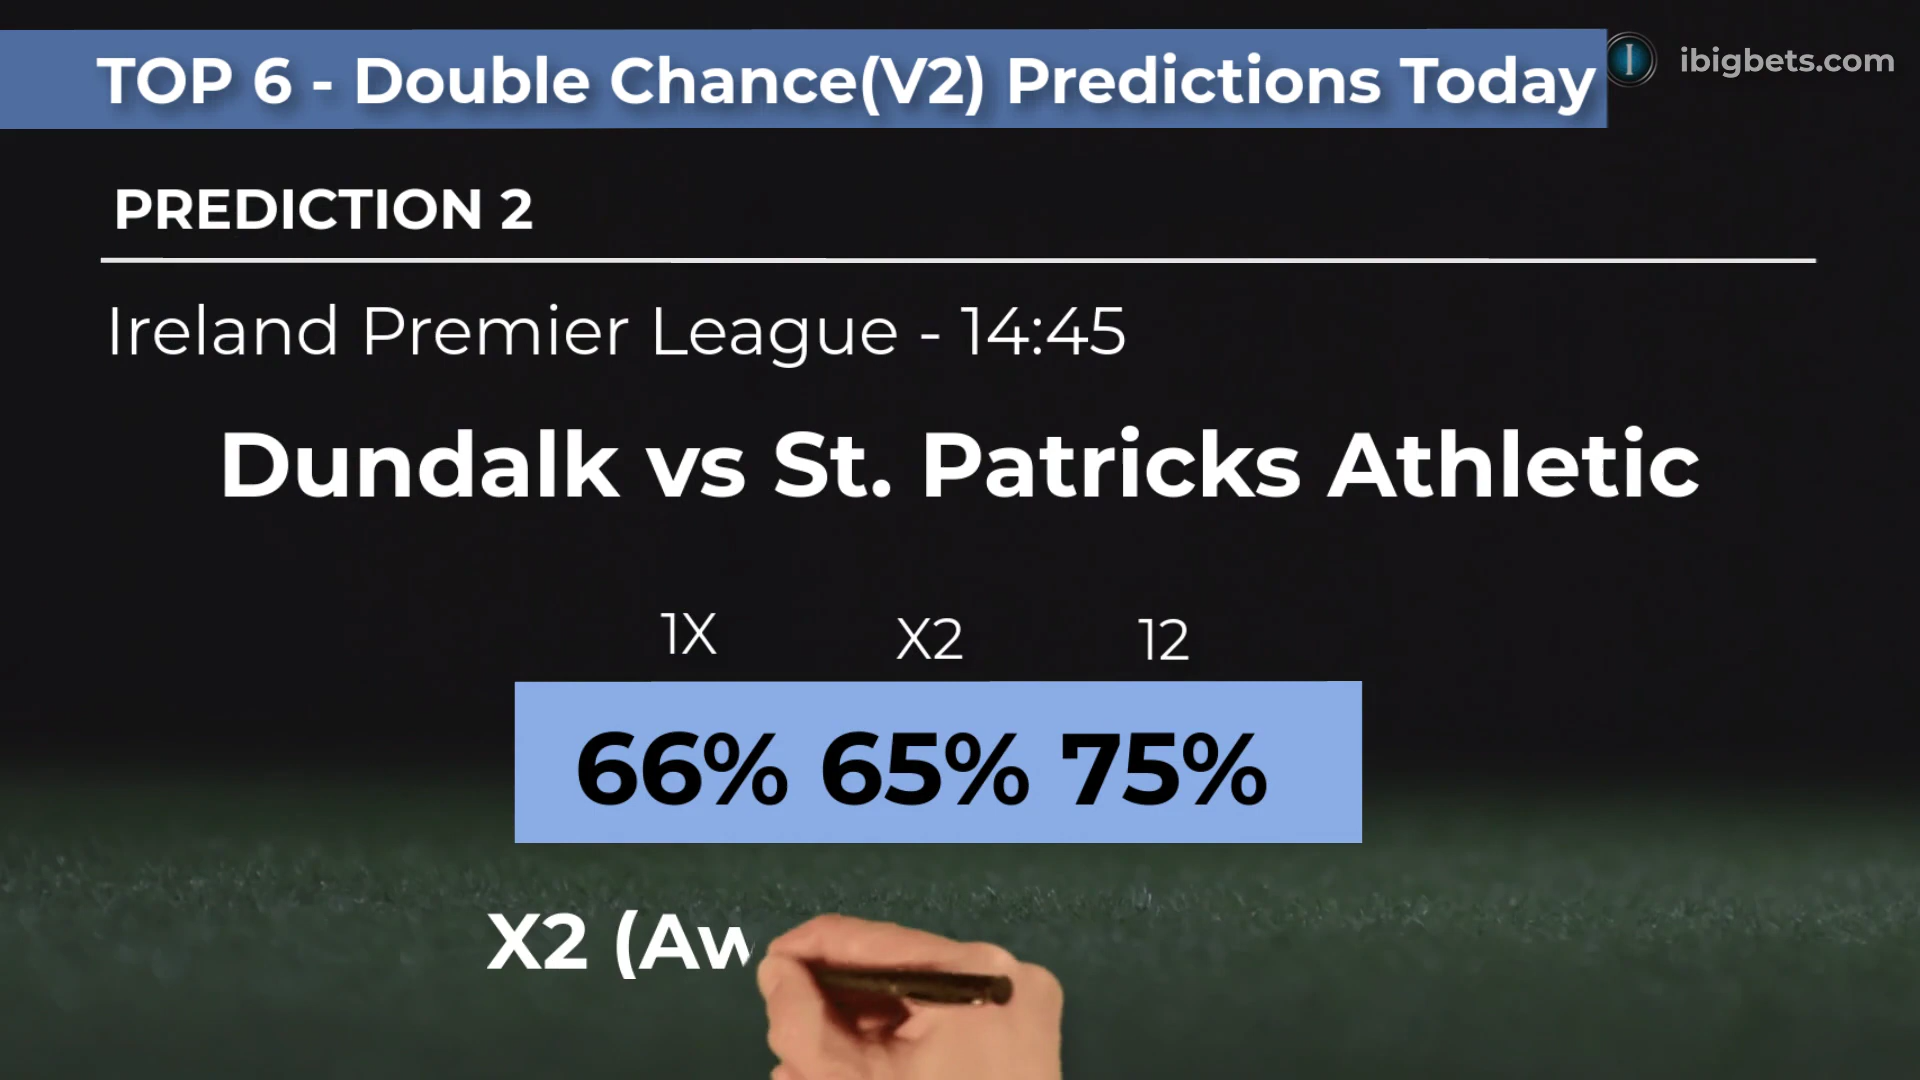 TOP 6 - Double Chance(V2) Predictions Today
I ibigbets.com
PREDICTION 2
Ireland Premier League - 14:45
Dundalk vs St. Patricks Athletic
1X X2 12
66% 65% 75%
X2 (Aw